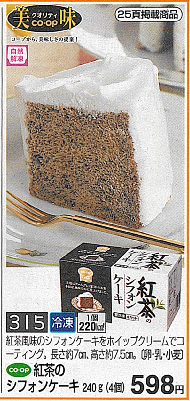 クオリティ
CO·OP
美味
25頁掲載商品
コープから、美味しさの提案!
自然解凍
紅茶の
シフォン
ケーキ
315 冷凍 1個 220kcal
紅茶風味のシフォンケーキをホイップクリームでコ
ーティング。長さ約7cm、高さ約7.5cm。(卵・乳・小麦)
CO·OP 紅茶の
シフォンケーキ 240g(4個) 598円